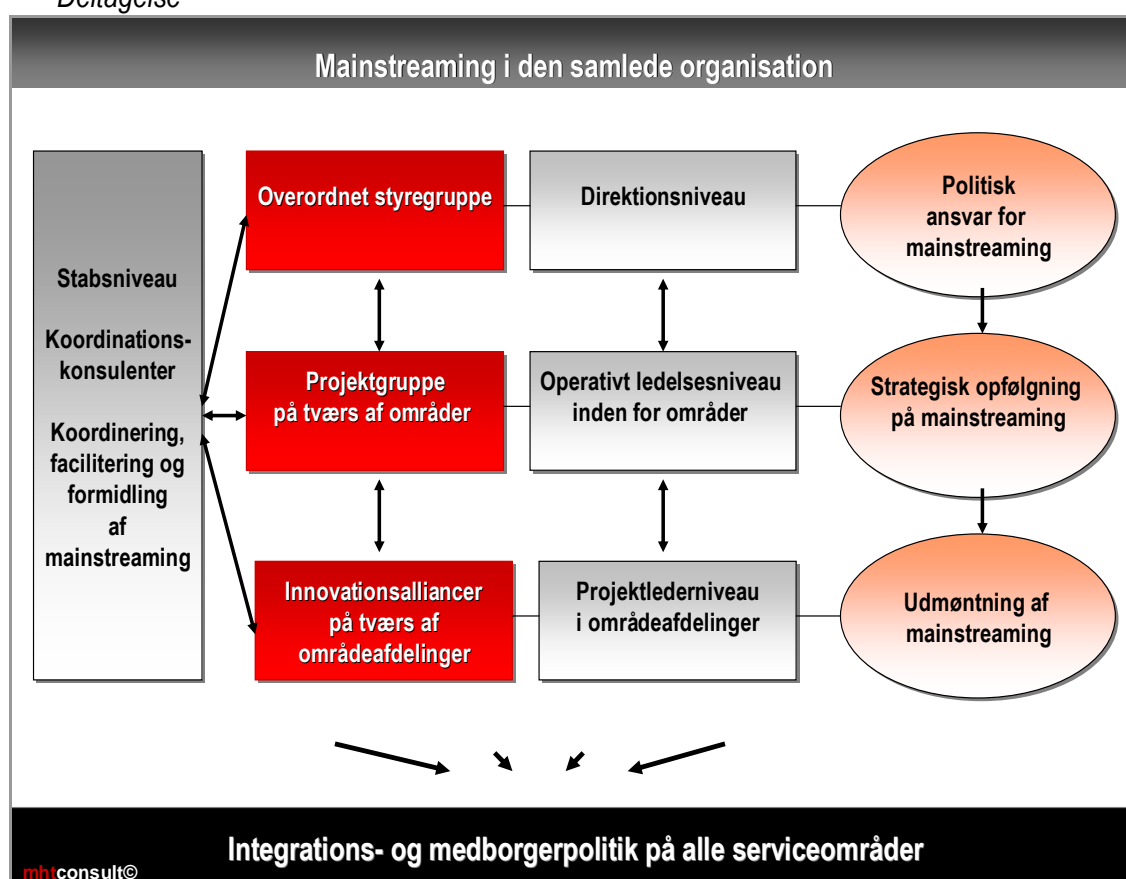 Deltagelse
Mainstreaming i den samlede organisation
Stabsniveau
Koordinations-
konsulenter
Koordinering,
facilitering og
formidling
af
mainstreaming
Overordnet styregruppe
Direktionsniveau
Politisk
ansvar for
mainstreaming
Projektgruppe
på tværs af områder
Operativt ledelsesniveau
inden for områder
Strategisk opfølgning
på mainstreaming
Innovationsalliancer
på tværs af
områdeafdelinger
Projektlederniveau
i områdeafdelinger
Udmøntning af
mainstreaming
Integrations- og medborgerpolitik på alle serviceområder
mhtconsult©